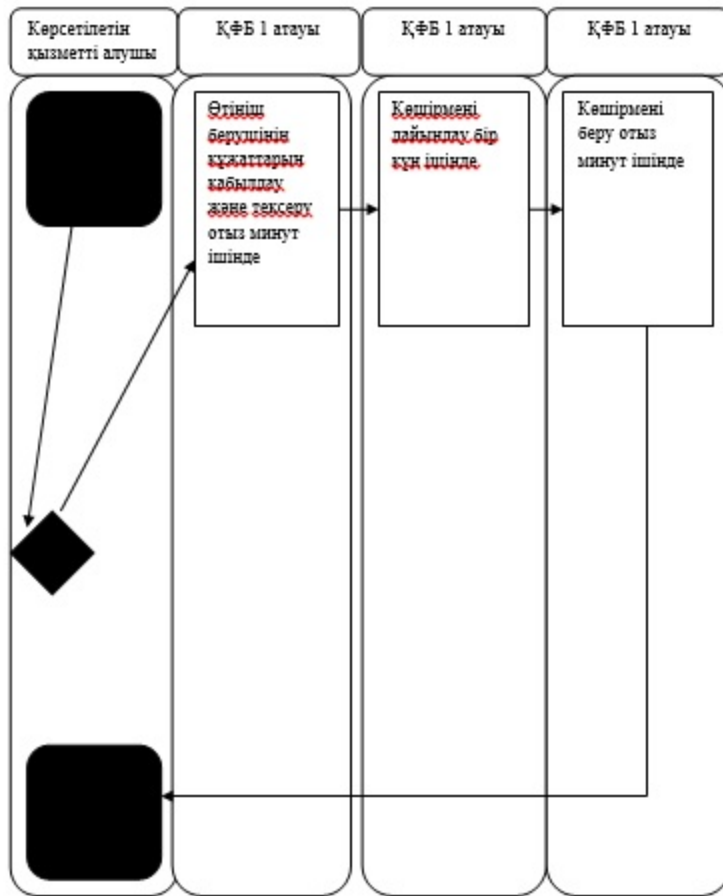 Көрсетілетін
қызметті алушы
ҚФБ 1 атауы
ҚФБ 1 атауы
ҚФБ 1 атауы
Өтініш
берушінің
құжаттарын
қабылдау
және тексеру
отыз минут
ішінде
Көшірмені
дайындау бір
күн ішінде
Көшірмені
беру отыз
минут ішінде